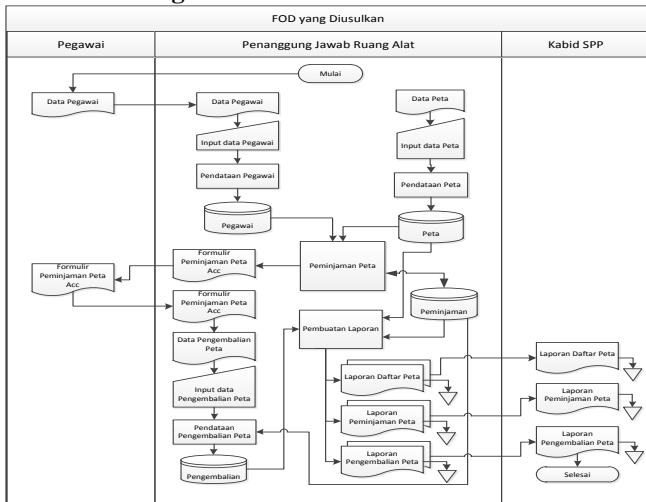 FOD yang Diusulkan
Pegawai
Penanggung Jawab Ruang Alat
Kabid SPP
Mulai
Data Pegawai
Data Pegawai
Data Peta
Input data Pegawai
Input data Peta
Pendataan Pegawai
Pendataan Peta
Pegawai
Peta
Formulir
Peminjaman Peta
Acc
Formulir
Peminjaman Peta
Acc
Peminjaman Peta
Formulir
Peminjaman Peta
Acc
Peminjaman
Data Pengembalian
Peta
Pembuatan Laporan
Input data
Pengembalian Peta
Laporan Daftar Peta
Laporan Daftar Peta
Laporan
Peminjaman Peta
Laporan
Peminjaman Peta
Pendataan
Pengembalian Peta
Laporan
Pengembalian Peta
Laporan
Pengembalian Peta
Pengembalian
Selesai